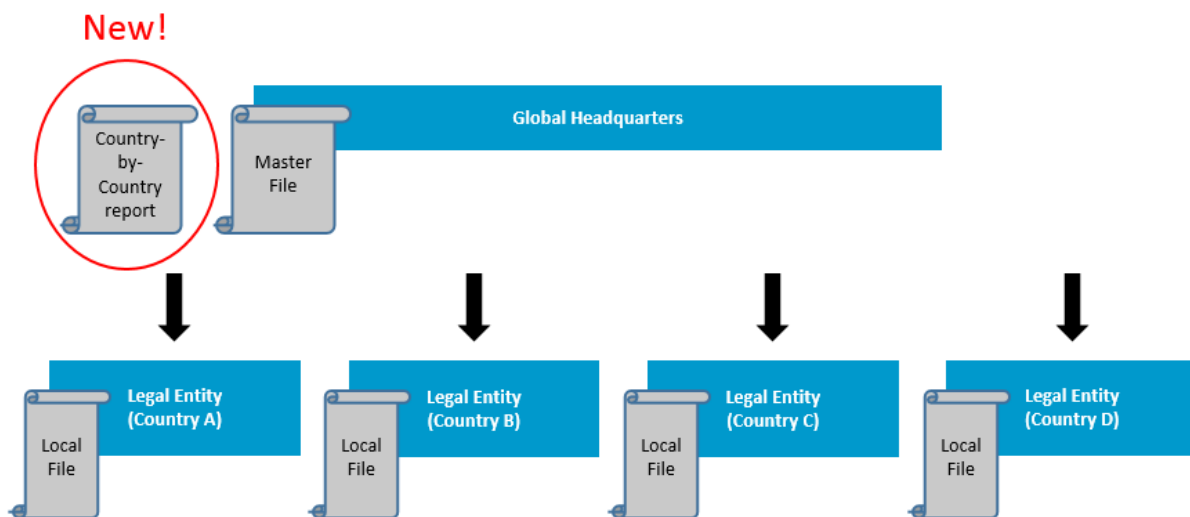 New!
Country-
by-
Country
report
Master
File
Global Headquarters
Legal Entity
(Country A)
Local
File
Legal Entity
(Country B)
Local
File
Legal Entity
(Country C)
Local
File
Legal Entity
(Country D)
Local
File